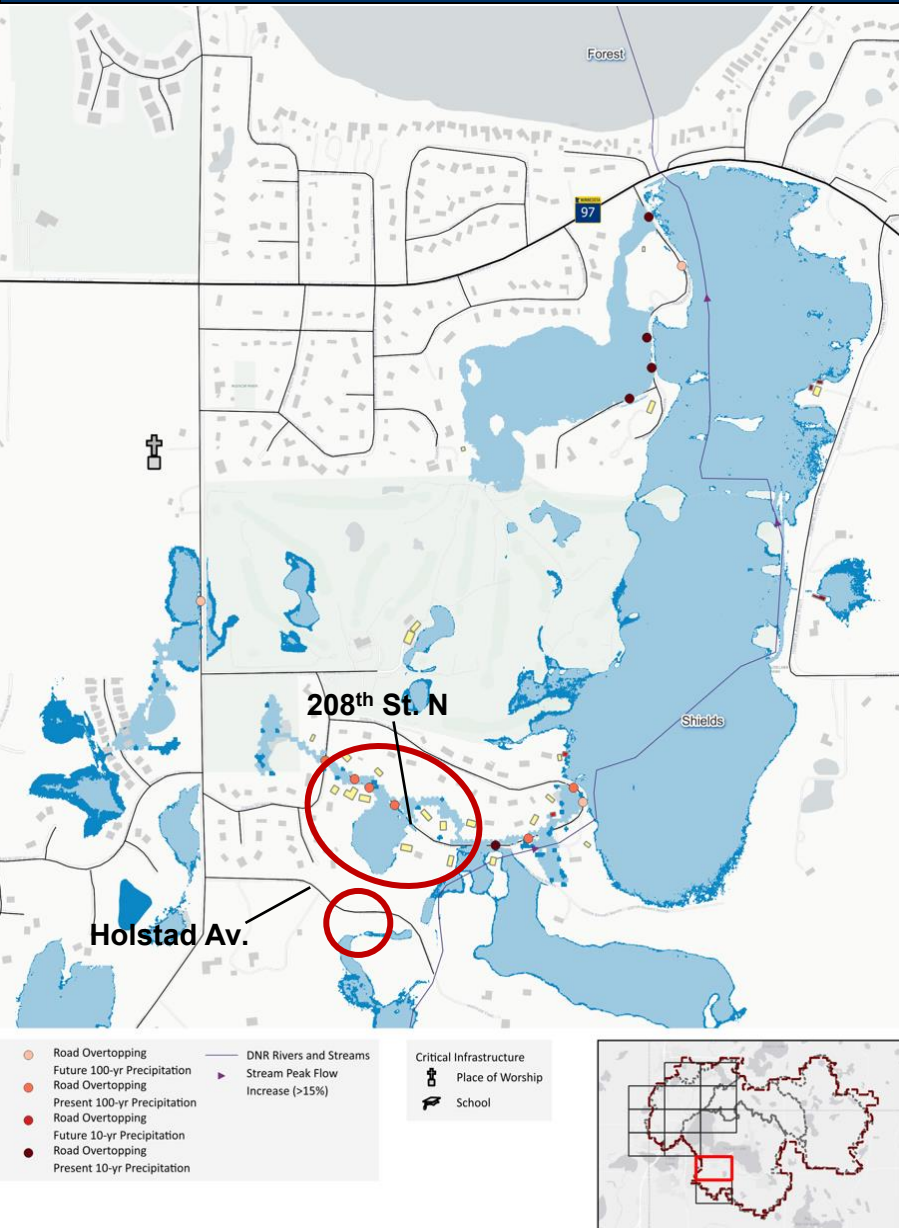 Forest
97
208th St. N
Shields
Holstad Av.
Road Overtopping
Future 100-yr Precipitation
Road Overtopping
Present 100-yr Precipitation
Road Overtopping
Future 10-yr Precipitation
Road Overtopping
Present 10-yr Precipitation
DNR Rivers and Streams
Stream Peak Flow
Increase (>15%)
Critical Infrastructure
Place of Worship
School